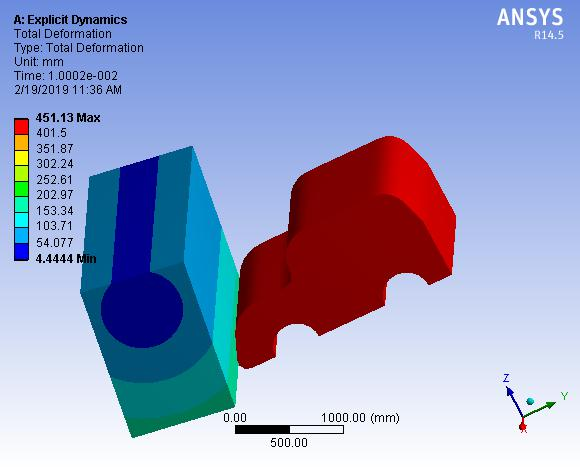 A: Explicit Dynamics
Total Deformation
Type: Total Deformation
Unit: mm
Time: 1.0002e-002
2/19/2019 11:36 AM
ANSYS
R14.5
451.13 Max
401.5
351.87
302.24
252.61
202.97
153.34
103.71
54.077
4.4444 Min
0.00
1000.00 (mm)
500.00
Z
Y
X